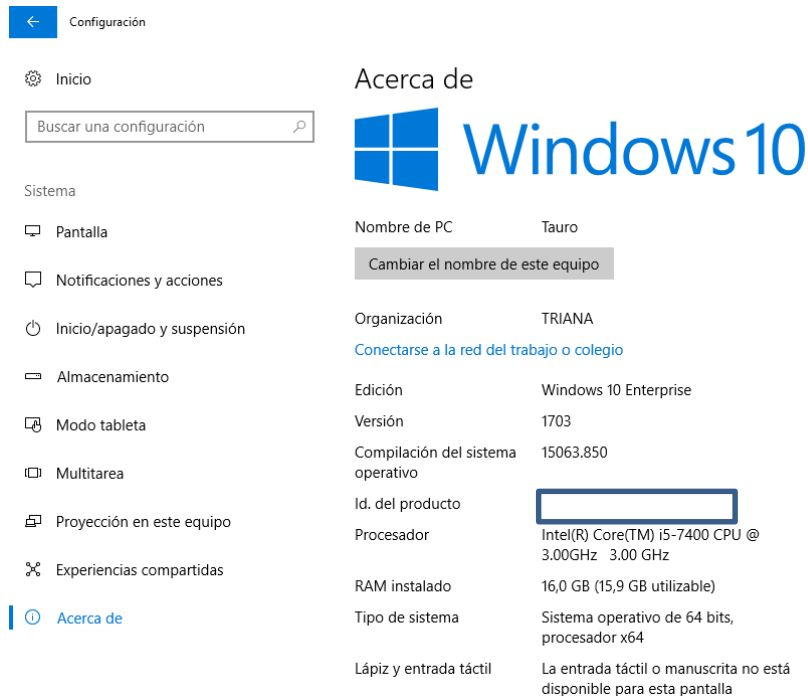 Configuración
Inicio
Buscar una configuración
Sistema
Pantalla
Notificaciones y acciones
Inicio/apagado y suspensión
Almacenamiento
Modo tableta
Multitarea
Proyección en este equipo
Experiencias compartidas
Acerca de
Acerca de
Windows 10
Nombre de PC Tauro
Cambiar el nombre de este equipo
Organización TRIANA
Conectarse a la red del trabajo o colegio
Edición Windows 10 Enterprise
Versión 1703
Compilación del sistema 15063.850
operativo
Id. del producto
Procesador Intel(R) Core(TM) i5-7400 CPU @
3.00GHz 3.00 GHz
RAM instalado 16,0 GB (15,9 GB utilizable)
Tipo de sistema Sistema operativo de 64 bits,
procesador x64
Lápiz y entrada táctil La entrada táctil o manuscrita no está
disponible para esta pantalla